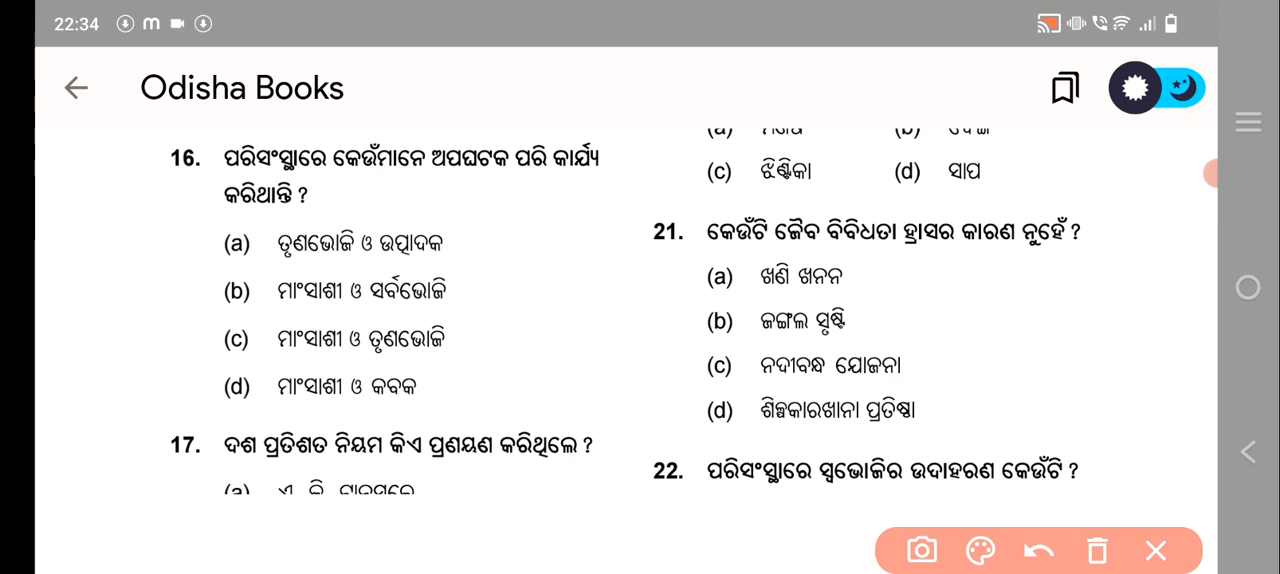 22:34
Odisha Books
16. ପରିସଂସ୍ଥାରେ କେଉଁମାନେ ଅପଘଟକ ପରି କାର୍ଯ୍ୟ
କରିଥାନ୍ତି ?
(a) ତୃଣଭୋଜି ଓ ଉତ୍ପାଦକ
(b) ମାଂସାଶୀ ଓ ସର୍ବଭୋଜି
(c) ମାଂସାଶୀ ଓ ତୃଣଭୋଜି
(d) ମାଂସାଶୀ ଓ କବକ
17. ଦଶ ପ୍ରତିଶତ ନିୟମ କିଏ ପ୍ରଣୟଣ କରିଥିଲେ ?
(a)
(a) (b)
(c) ଝିଣ୍ଟିକା (d) ସାପ
21. କେଉଁଟି ଜୈବ ବିବିଧତା ହ୍ରାସର କାରଣ ନୁହେଁ ?
(a) ଖଣି ଖନନ
(b) ଜଙ୍ଗଲ ସୃଷ୍ଟି
(c) ନଦୀବନ୍ଧ ଯୋଜନା
(d) ଶିଳ୍ପକାରଖାନା ପ୍ରତିଷ୍ଠା
22. ପରିସଂସ୍ଥାରେ ସ୍ଵଭୋଜିର ଉଦାହରଣ କେଉଁଟି ?